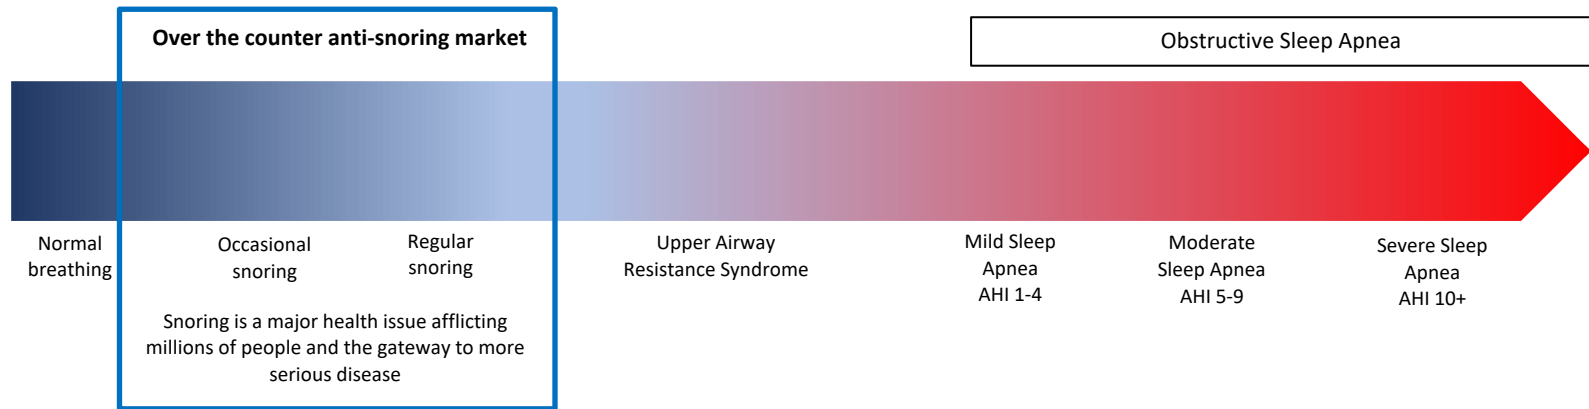 Over the counter anti-snoring market
Obstructive Sleep Apnea
Normal
breathing
Occasional
snoring
Regular
snoring
Upper Airway
Resistance Syndrome
Mild Sleep
Apnea
AHI 1-4
Moderate
Sleep Apnea
AHI 5-9
Severe Sleep
Apnea
AHI 10+
Snoring is a major health issue afflicting
millions of people and the gateway to more
serious disease